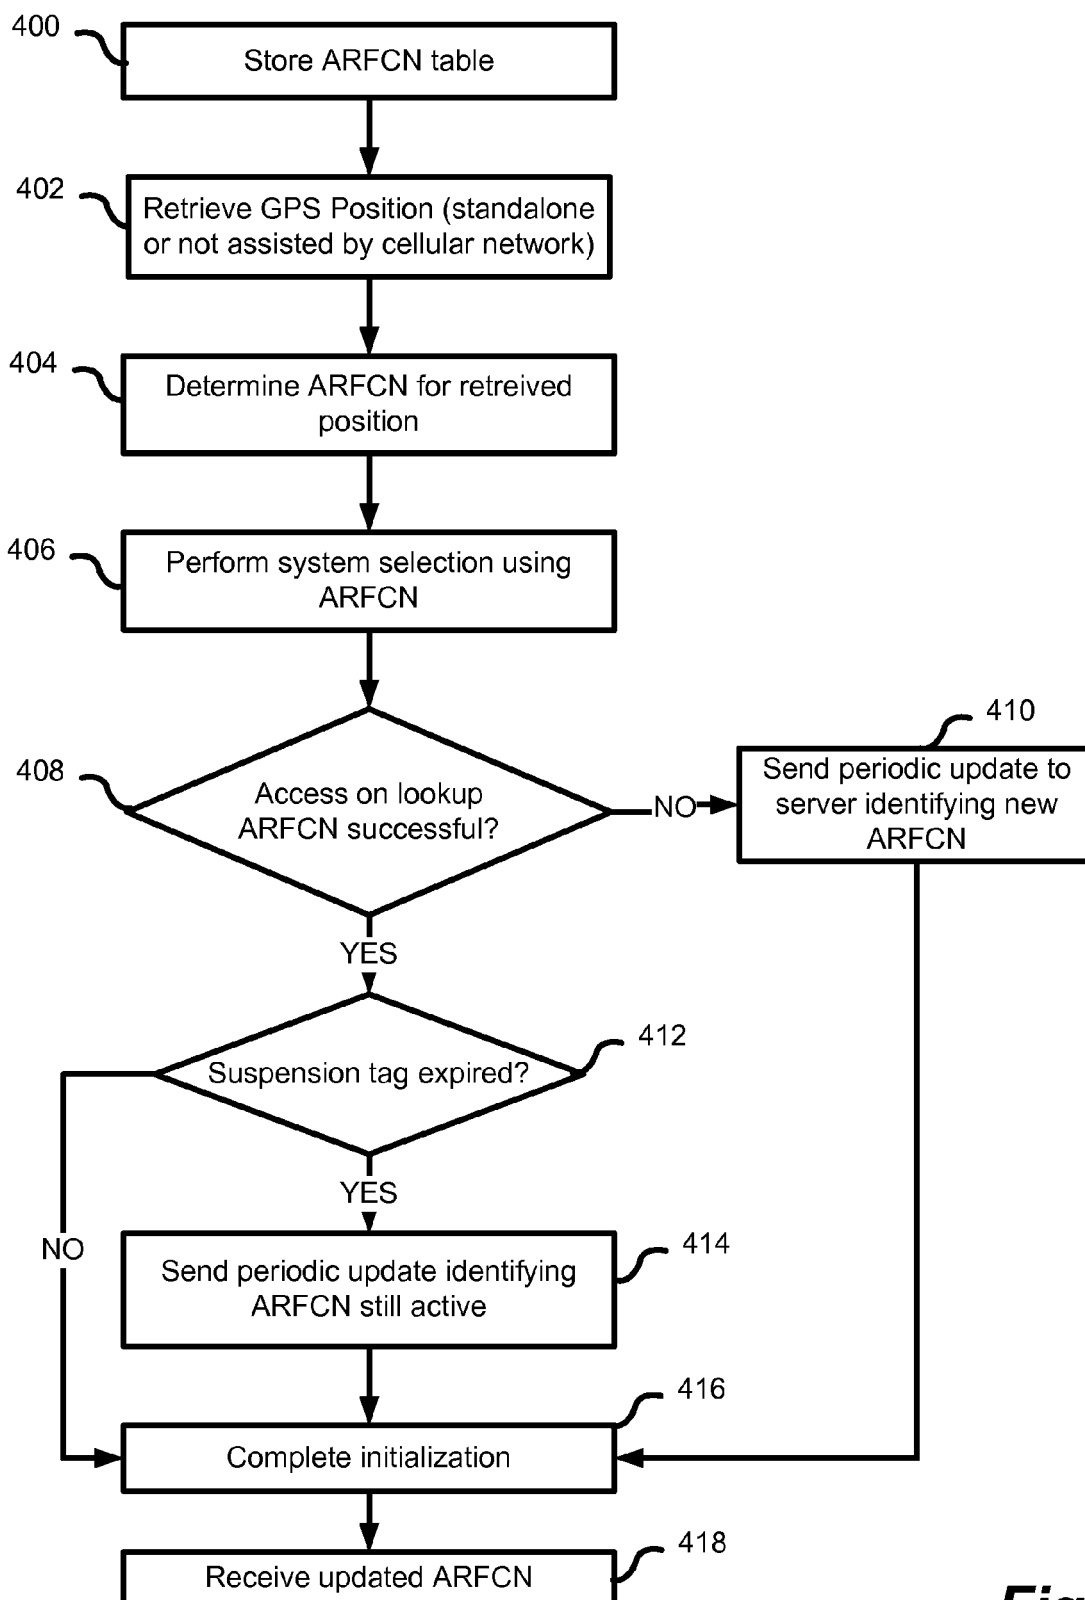 400
Store ARFCN table
402
Retrieve GPS Position (standalone
or not assisted by cellular network)
404
Determine ARFCN for retreived
position
406
Perform system selection using
ARFCN
408
Access on lookup
ARFCN successful?
NO
410
Send periodic update to
server identifying new
ARFCN
YES
412
Suspension tag expired?
YES
NO
414
Send periodic update identifying
ARFCN still active
416
Complete initialization
418
Receive updated ARFCN